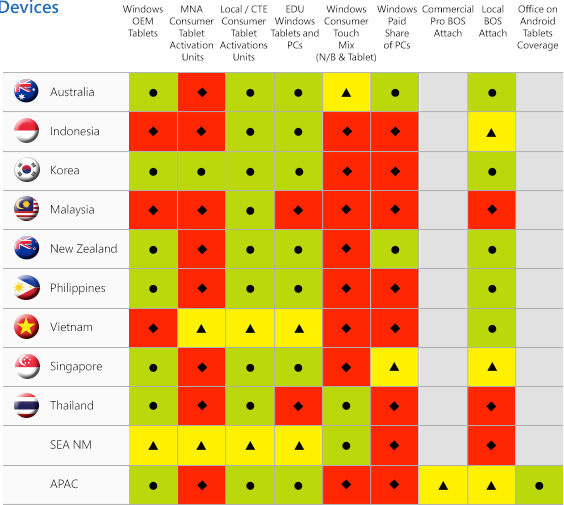 Devices
Windows
OEM
Tablets
MNA
Consumer
Tablet
Activation
Units
Local / CTE
Consumer
Tablet
Activations
Units
EDU
Windows
Tablets and
PCs
Windows
Consumer
Touch
Mix
(N/B & Tablet)
Windows
Paid
Share
of PCs
Commercial
Pro BOS
Attach
Local
BOS
Attach
Office on
Android
Tablets
Coverage
Australia
Indonesia
Korea
Malaysia
New Zealand
Philippines
Vietnam
Singapore
Thailand
SEA NM
APAC